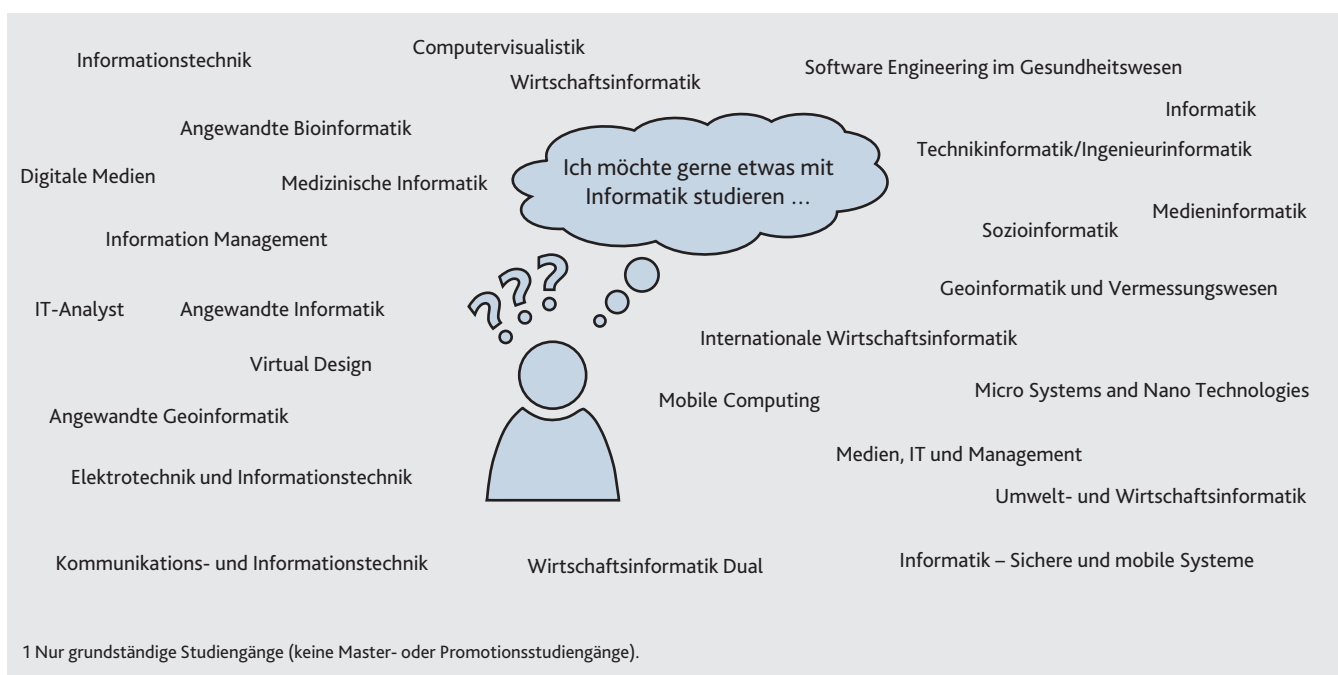 Computervisualistik
Informationstechnik
Software Engineering im Gesundheitswesen
Wirtschaftsinformatik
Informatik
Angewandte Bioinformatik
Technikinformatik/Ingenieurinformatik
Ich möchte gerne etwas mit
Informatik studieren …
Digitale Medien
Medizinische Informatik
Medieninformatik
Sozioinformatik
Information Management
???
Geoinformatik und Vermessungswesen
IT-Analyst
Angewandte Informatik
Internationale Wirtschaftsinformatik
Virtual Design
Micro Systems and Nano Technologies
Mobile Computing
Angewandte Geoinformatik
Medien, IT und Management
Elektrotechnik und Informationstechnik
Umwelt- und Wirtschaftsinformatik
Kommunikations- und Informationstechnik
Wirtschaftsinformatik Dual
Informatik – Sichere und mobile Systeme
1 Nur grundständige Studiengänge (keine Master- oder Promotionsstudiengänge).